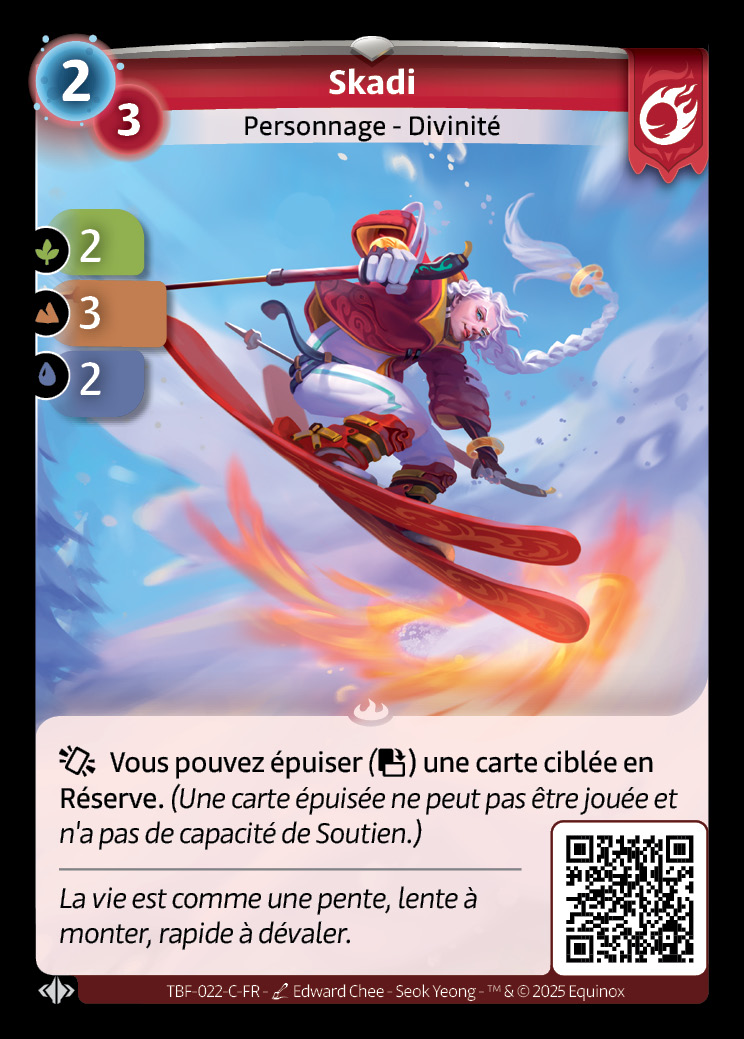 2
Skadi
3
Personnage - Divinité
2
3
2
Vous pouvez épuiser () une carte ciblée en
Réserve. (Une carte épuisée ne peut pas être jouée et
n'a pas de capacité de Soutien.)
La vie est comme une pente, lente à
monter, rapide à dévaler.
TBF-022-C-FR - Edward Chee - Seok Yeong - ™ & © 2025 Equinox